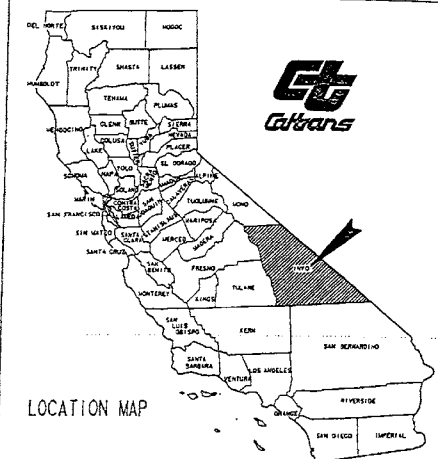 DEL NORTE
SISKIYOU
MODOC
HUMBOLDT
TRINITY
SHASTA
LASSEN
TEHAMA
PLUMAS
MENDOCINO
GLENN
BUTTE
SIERRA
COLUSA
NEVADA
LAKE
PLACER
YOLO
EL DORADO
SONOMA
NAPA
ALPINE
SOLANO
MARIN
CONTRA
COSTA
TUOLUMNE
MONO
SAN FRANCISCO
SAN MATEO
SANTA
CLARA
STANISLAUS
MARIPOSA
MERCED
MADERA
SANTA CRUZ
SAN
BENITO
FRESNO
INYO
MONTEREY
KINGS
TULARE
SAN
LUIS
OBISPO
KERN
SAN BERNARDINO
SANTA
BARBARA
VENTURA
LOS ANGELES
ORANGE
RIVERSIDE
SAN DIEGO
IMPERIAL
Ct
Caltrans
LOCATION MAP